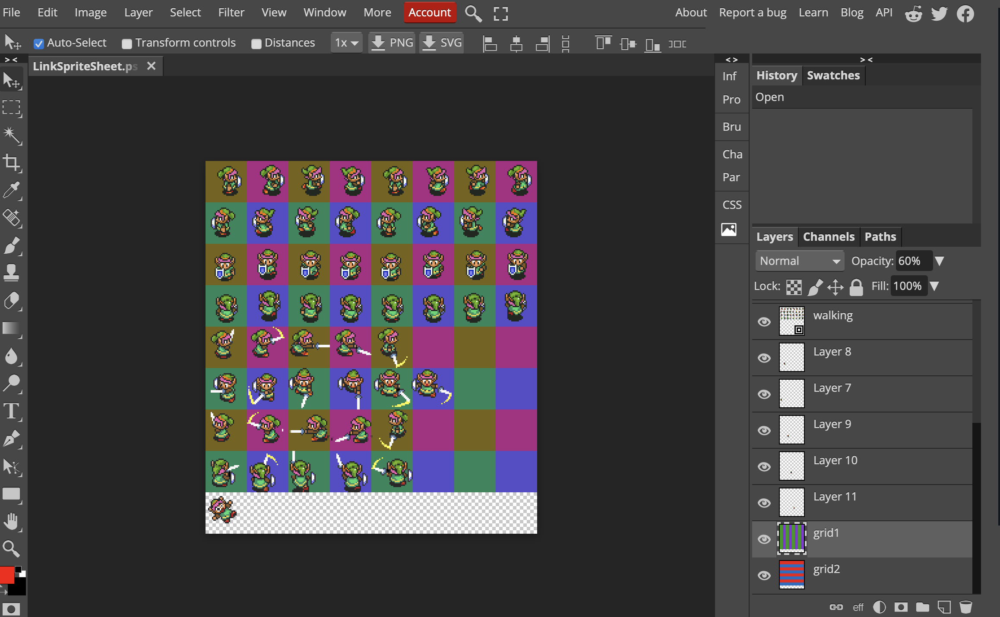 File Edit Image Layer Select Filter View Window More Account About Report a bug Learn Blog API
Auto-Select Transform controls Distances 1x PNG SVG
> < < > > <
LinkSpriteSheet.ps ✕
Inf
Pro
Bru
Cha
Par
CSS
History Swatches
Open
Layers Channels Paths
Normal Opacity: 60%
Lock: Fill: 100%
walking
Layer 8
Layer 7
Layer 9
Layer 10
Layer 11
grid1
grid2
eff